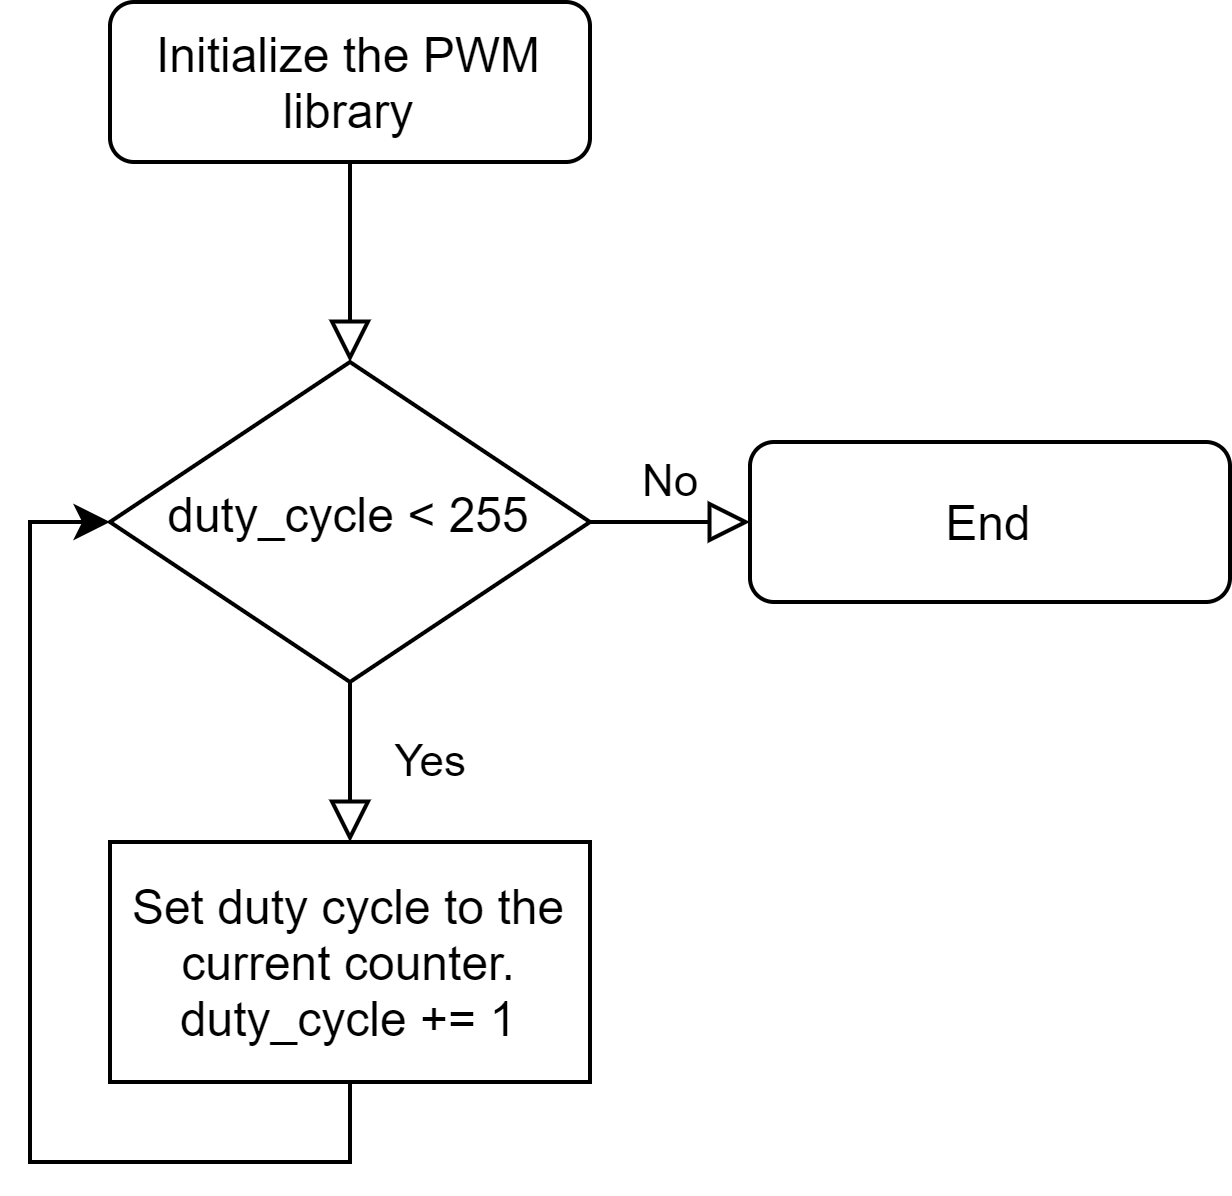 Initialize the PWM
library
duty_cycle < 255
No
End
Yes
Set duty cycle to the
current counter.
duty_cycle += 1